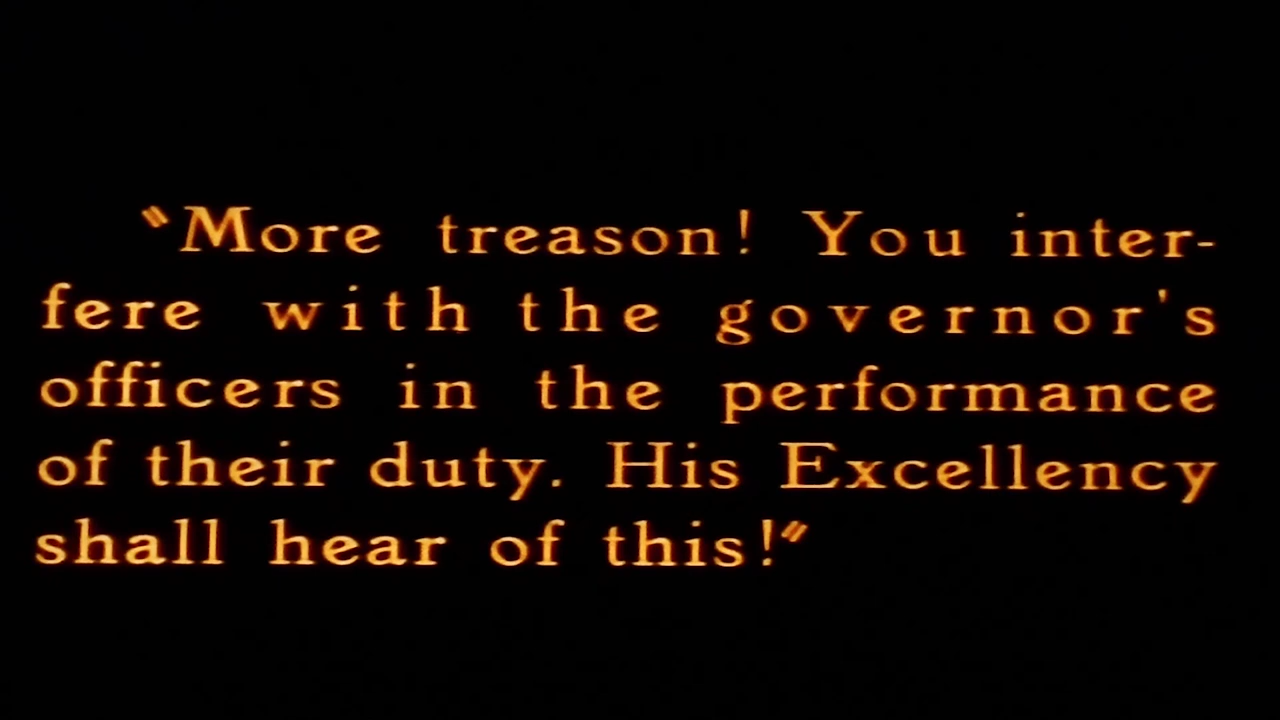 "More treason! You inter-
fere with the governor's
officers in the performance
of their duty. His Excellency
shall hear of this!"